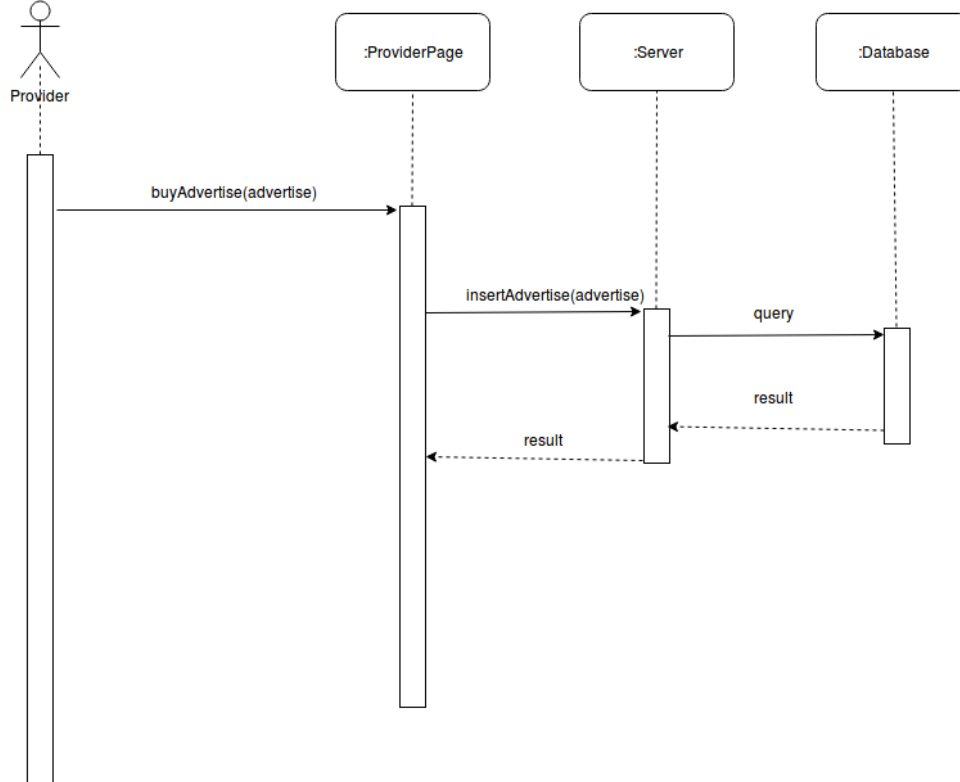 :ProviderPage
:Server
:Database
Provider
buyAdvertise(advertise)
insertAdvertise(advertise)
query
result
result